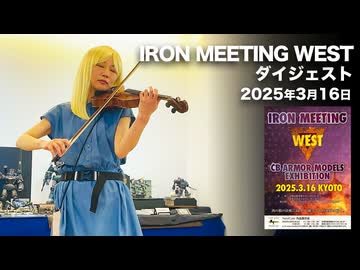 IRON MEETING WEST
ダイジェスト
2025年3月16日
IRON MEETING
WEST
CB ARMOR MODELS
EXHIBITION
2025.3.16 KYOTO